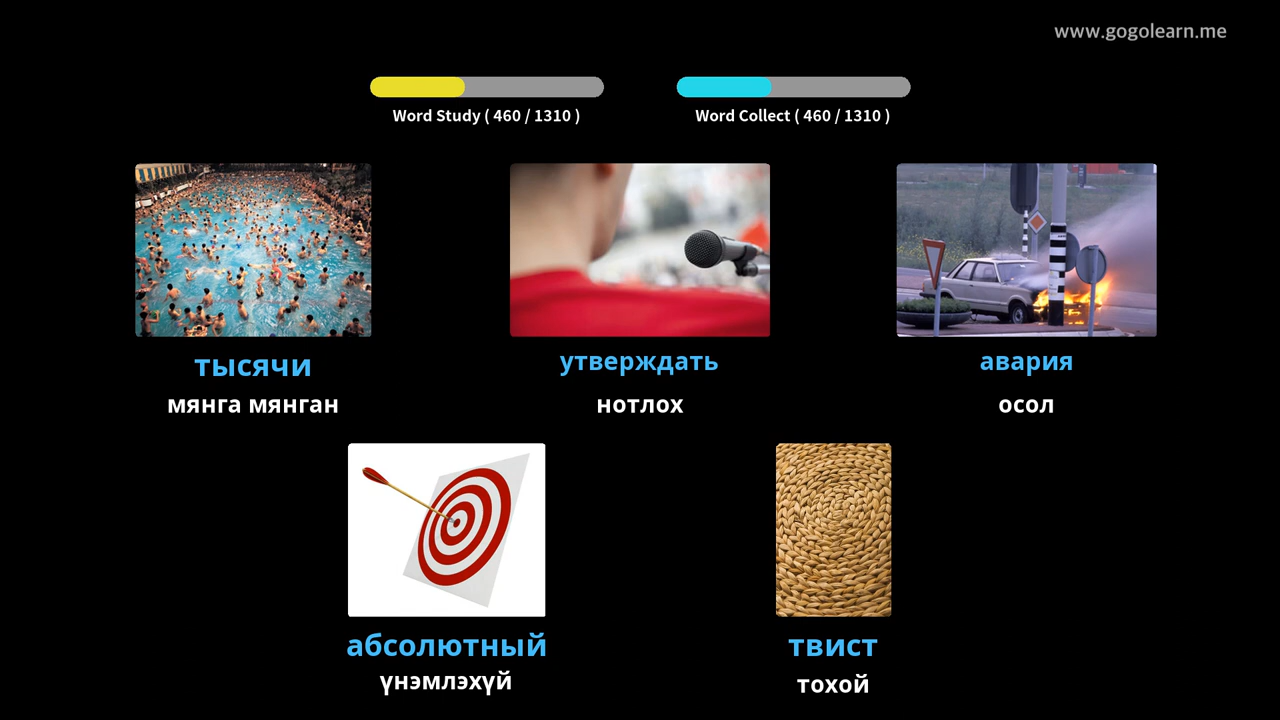 www.gogolearn.me
Word Study ( 460 / 1310 )
Word Collect ( 460 / 1310 )
тысячи
мянга мянган
утверждать
нотлох
авария
осол
абсолютный
үнэмлэхүй
твист
тохой